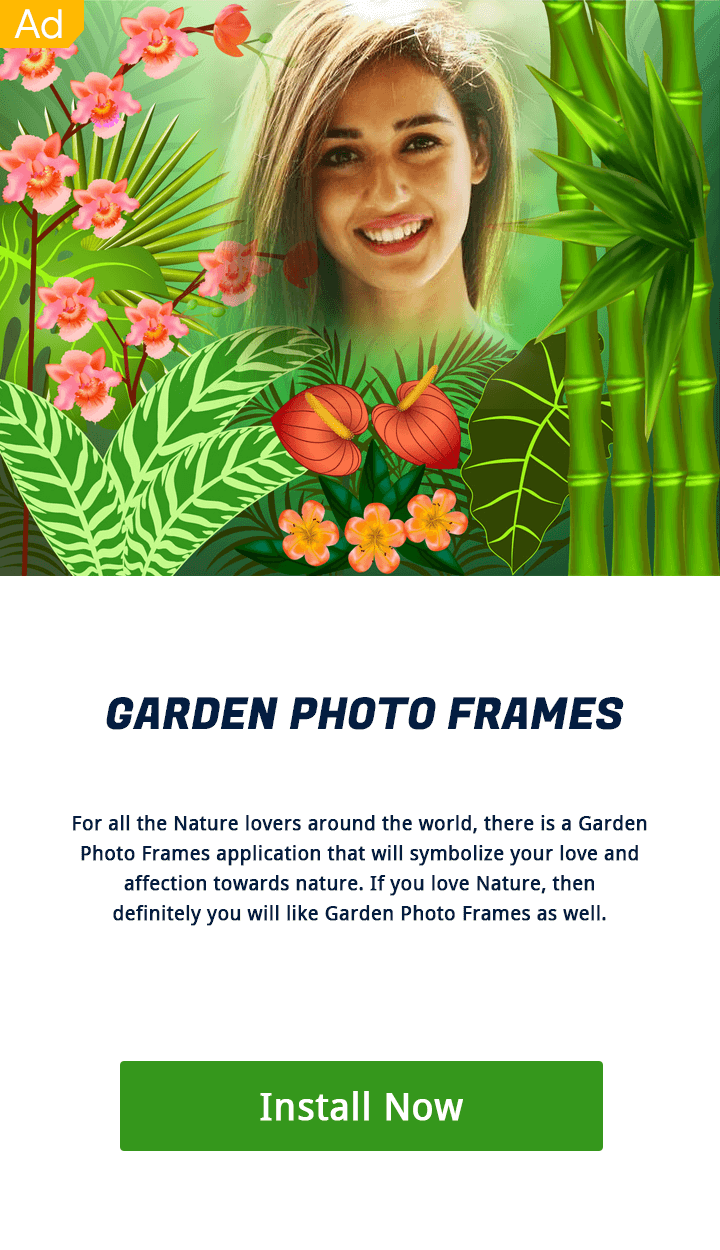 Ad
GARDEN PHOTO FRAMES
For all the Nature lovers around the world, there is a Garden
Photo Frames application that will symbolize your love and
affection towards nature. If you love Nature, then
definitely you will like Garden Photo Frames as well.
Install Now